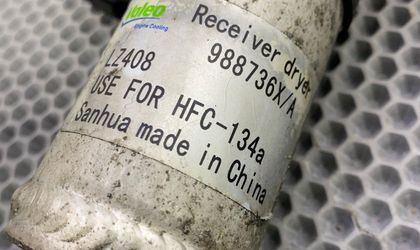 Valeo
Engine Cooling
Receiver dryer
988736X/A
LZ408
USE FOR HFC-134a
Sanhua made in China